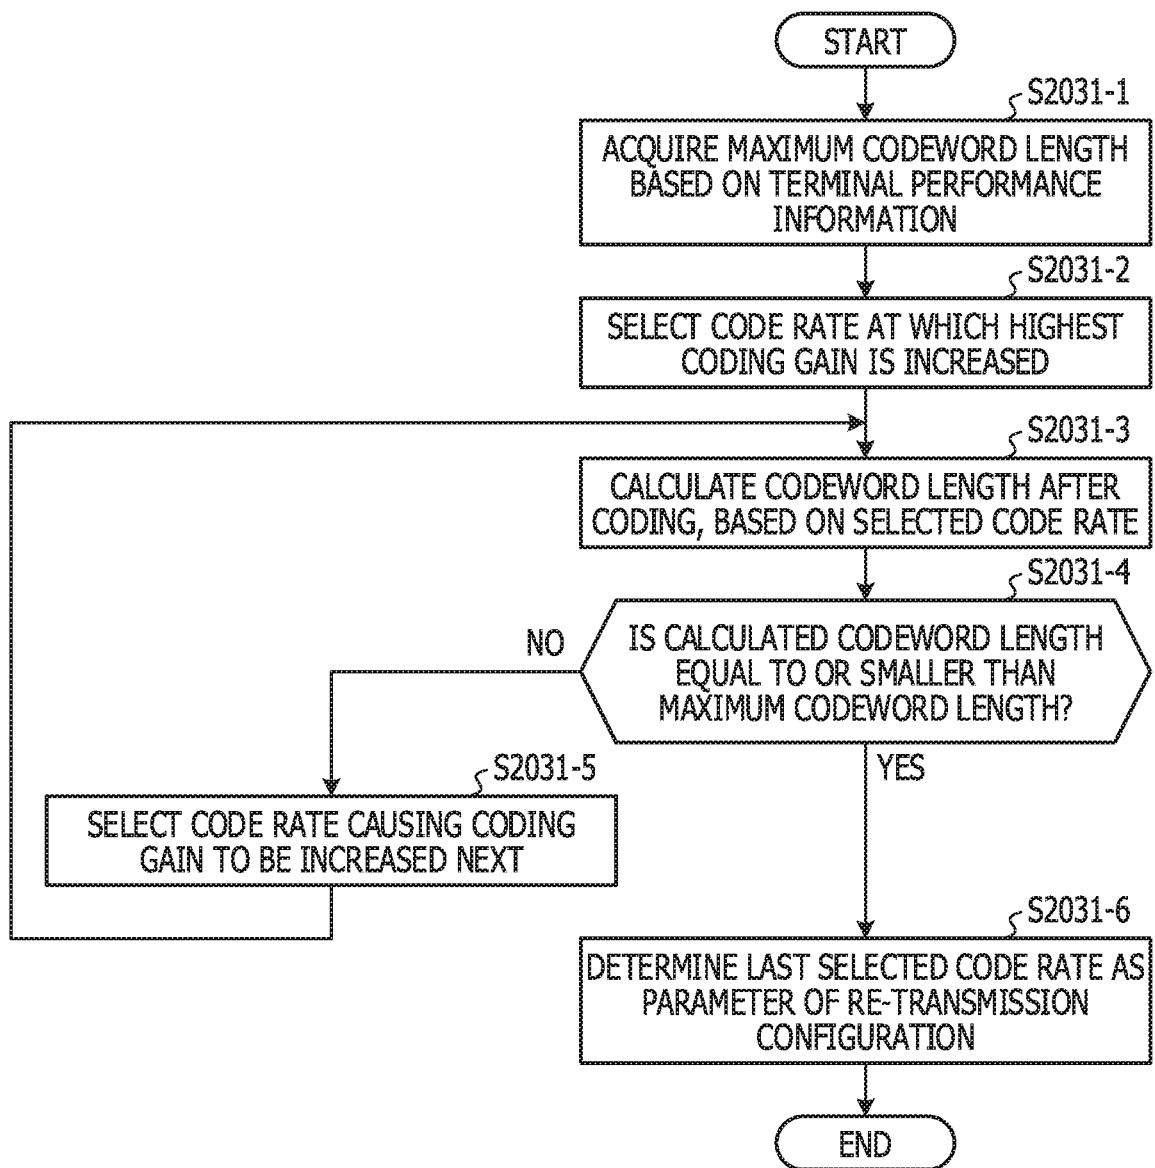 START
S2031-1
ACQUIRE MAXIMUM CODEWORD LENGTH
BASED ON TERMINAL PERFORMANCE
INFORMATION
S2031-2
SELECT CODE RATE AT WHICH HIGHEST
CODING GAIN IS INCREASED
S2031-3
CALCULATE CODEWORD LENGTH AFTER
CODING, BASED ON SELECTED CODE RATE
S2031-4
IS CALCULATED CODEWORD LENGTH
EQUAL TO OR SMALLER THAN
MAXIMUM CODEWORD LENGTH?
NO
YES
S2031-5
SELECT CODE RATE CAUSING CODING
GAIN TO BE INCREASED NEXT
S2031-6
DETERMINE LAST SELECTED CODE RATE AS
PARAMETER OF RE-TRANSMISSION
CONFIGURATION
END